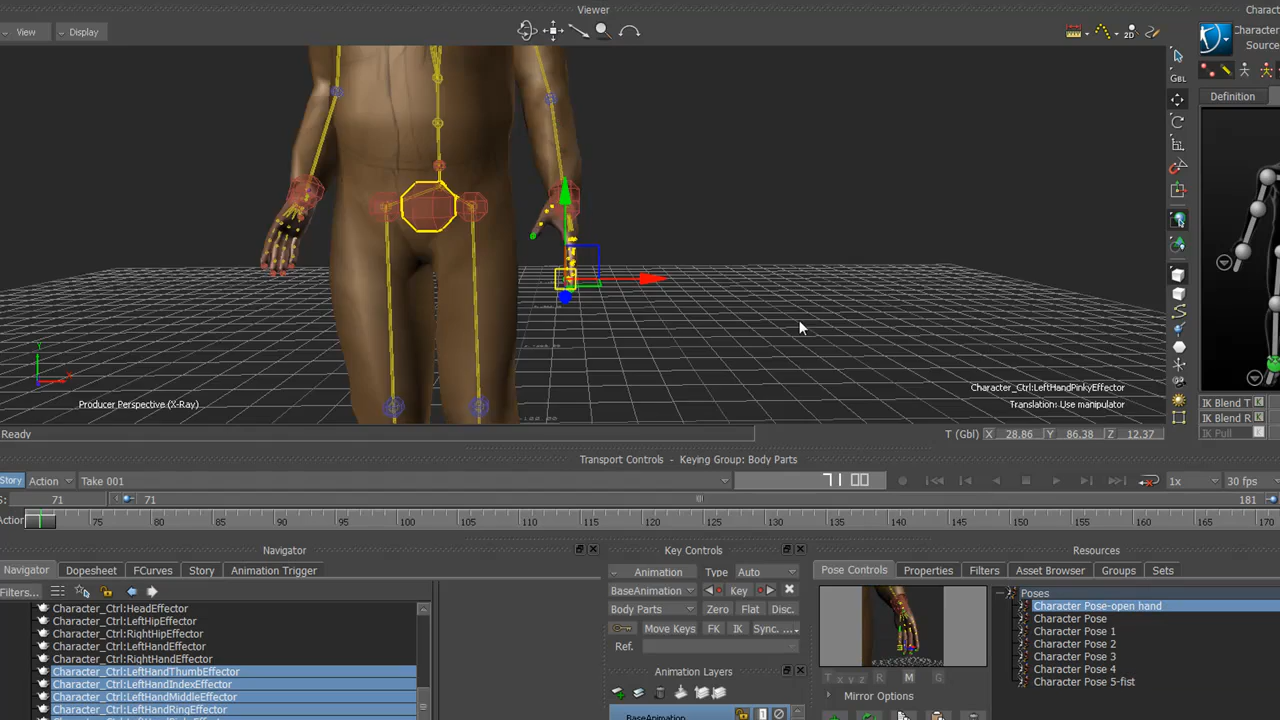 Viewer
View Display 2D Character
Source
GBL
Definition
Y
X
Producer Perspective (X-Ray)
Character_Ctrl:LeftHandPinkyEffector
Translation: Use manipulator
IK Blend T
IK Blend R
IK Pull
Ready T (Gbl) X 28.86 Y 86.38 Z 12.37
Transport Controls - Keying Group: Body Parts
Story Action Take 001 71 00 1x 30 fps
S: 71 71 181
Action 75 80 85 90 95 100 105 110 115 120 125 130 135 140 145 150 155 160 165 170
Navigator Key Controls Resources
Navigator Dopesheet FCurves Story Animation Trigger
Animation Type Auto
Pose Controls Properties Filters Asset Browser Groups Sets
Filters...
BaseAnimation Key
Body Parts Zero Flat Disc.
Move Keys FK IK Sync. ...
Ref.
Animation Layers
BaseAnimation 1
Character_Ctrl:HeadEffector
Character_Ctrl:LeftHipEffector
Character_Ctrl:RightHipEffector
Character_Ctrl:LeftHandEffector
Character_Ctrl:RightHandEffector
Character_Ctrl:LeftHandThumbEffector
Character_Ctrl:LeftHandIndexEffector
Character_Ctrl:LeftHandMiddleEffector
Character_Ctrl:LeftHandRingEffector
T x y z R M G
Mirror Options
Poses
Character Pose-open hand
Character Pose
Character Pose 1
Character Pose 2
Character Pose 3
Character Pose 4
Character Pose 5-fist